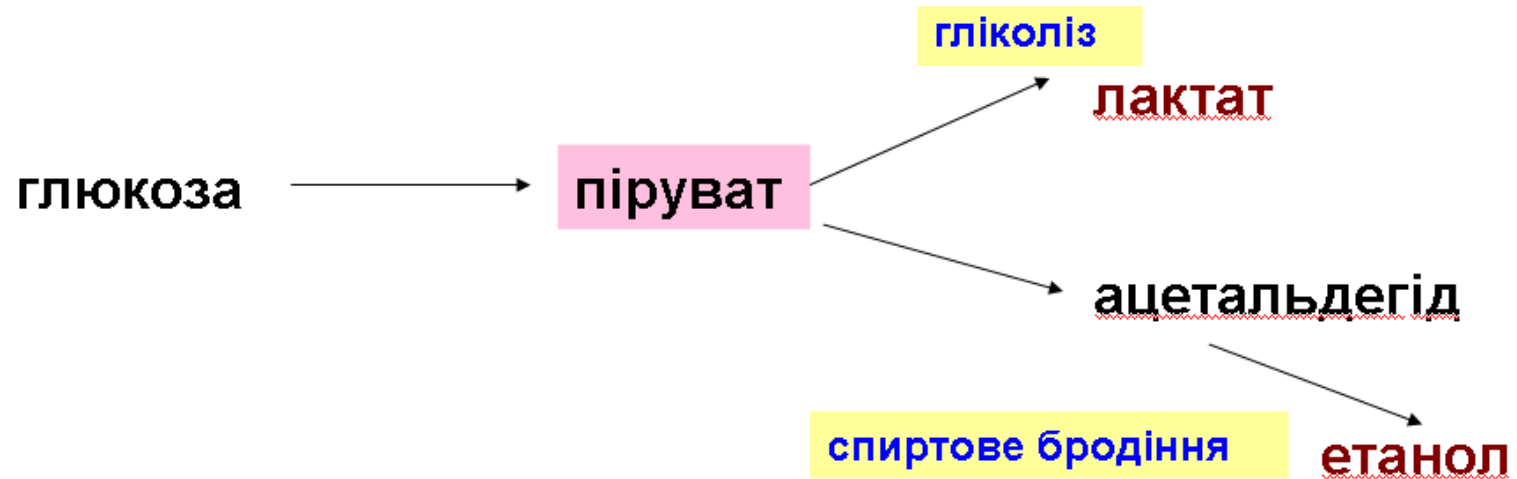 гліколіз
лактат
глюкоза
піруват
ацетальдегід
спиртове бродіння
етанол